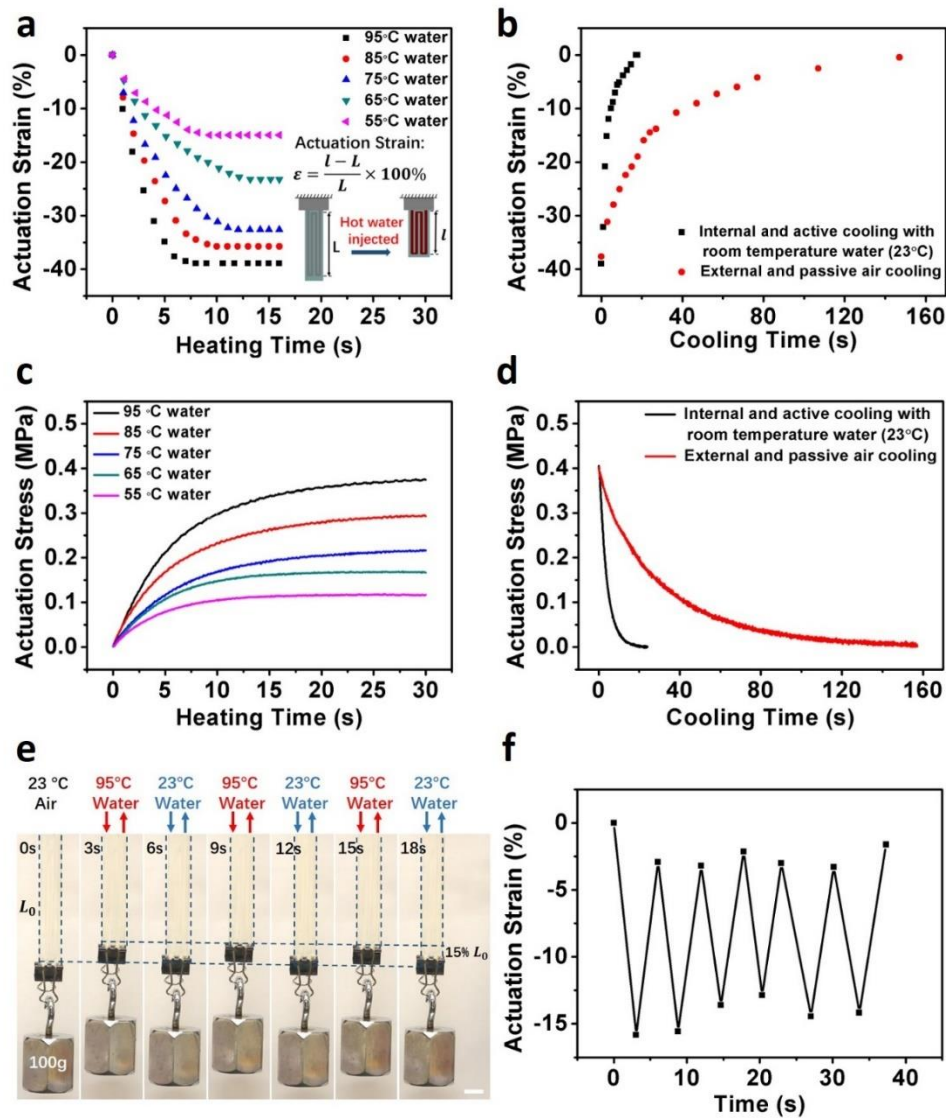 a
Actuation Strain (%)
0
-10
-20
-30
-40
95°C water
85°C water
75°C water
65°C water
55°C water
Actuation Strain:
ε = (l − L)/L × 100%
L
Hot water
injected
l
0 5 10 15 20 25 30
Heating Time (s)
b
Actuation Strain (%)
0
-10
-20
-30
-40
Internal and active cooling with
room temperature water (23°C)
External and passive air cooling
0 40 80 120 160
Cooling Time (s)
c
Actuation Stress (MPa)
0.5
0.4
0.3
0.2
0.1
0.0
95 °C water
85 °C water
75 °C water
65 °C water
55 °C water
0 5 10 15 20 25 30
Heating Time (s)
d
Actuation Stress (MPa)
0.5
0.4
0.3
0.2
0.1
0.0
Internal and active cooling with
room temperature water (23°C)
External and passive air cooling
0 40 80 120 160
Cooling Time (s)
e
23 °C 95°C 23°C 95°C 23°C 95°C 23°C
Air Water Water Water Water Water Water
0s 3s 6s 9s 12s 15s 18s
L₀
15% L₀
100g
f
Actuation Strain (%)
0
-5
-10
-15
0 10 20 30 40
Time (s)